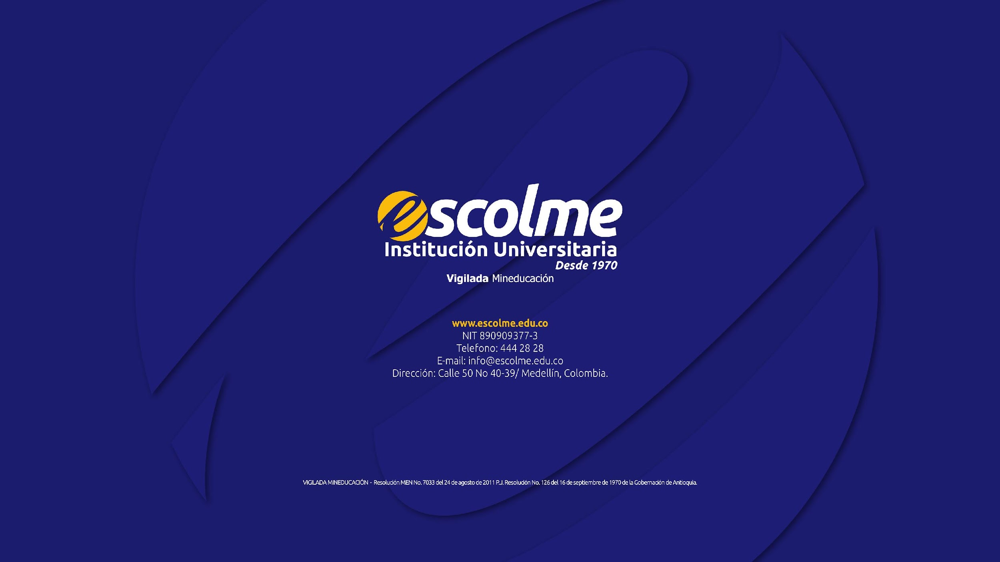 escolme
Institución Universitaria
Desde 1970
Vigilada Mineducación
www.escolme.edu.co
NIT 890909377-3
Telefono: 444 28 28
E-mail: info@escolme.edu.co
Dirección: Calle 50 No 40-39/ Medellín, Colombia.
VIGILADA MINEDUCACIÓN - Resolución MEN No. 7033 del 24 de agosto de 2011 P.J. Resolución No. 126 del 16 de septiembre de 1970 de la Gobernación de Antioquia.